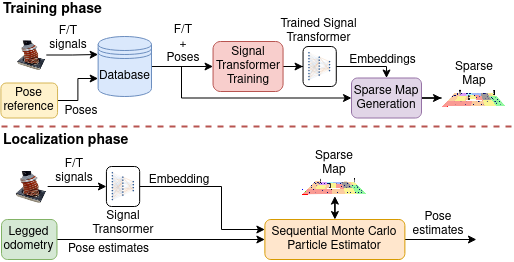 Training phase
F/T
signals
Pose
reference
Poses
Database
F/T
+
Poses
Signal
Transformer
Training
Trained Signal
Transformer
Embeddings
Sparse Map
Generation
Sparse
Map
Localization phase
F/T
signals
Signal
Transormer
Embedding
Legged
odometry
Pose estimates
Sparse
Map
Sequential Monte Carlo
Particle Estimator
Pose
estimates